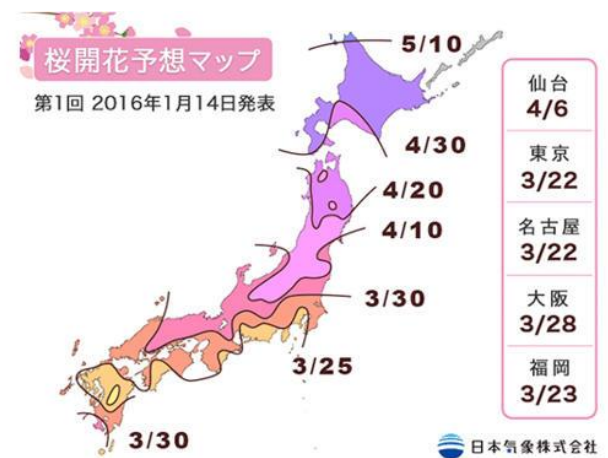 桜開花予想マップ
第1回 2016年1月14日発表
5/10
4/30
4/20
4/10
3/30
3/25
3/30
仙台
4/6
東京
3/22
名古屋
3/22
大阪
3/28
福岡
3/23
日本気象株式会社